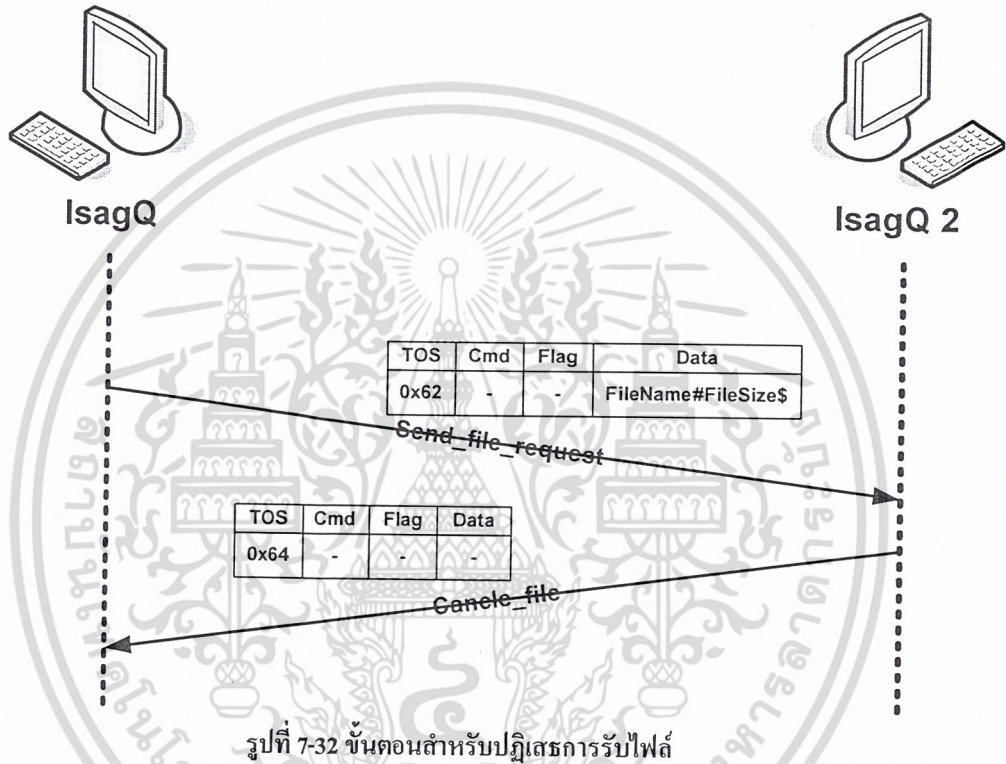 IsagQ
IsagQ 2
TOS Cmd Flag Data
0x62 - - FileName#FileSize$
Send_file_request
TOS Cmd Flag Data
0x64 - - -
Cancle_file
รูปที่ 7-32 ขั้นตอนสำหรับปฏิเสธการรับไฟล์